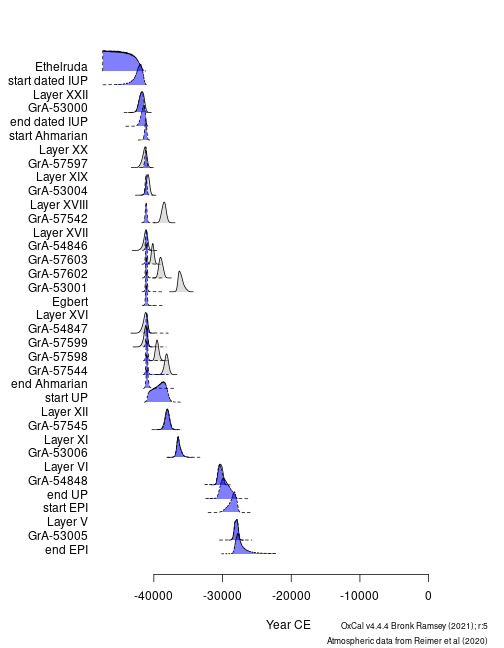 Ethelruda
start dated IUP
Layer XXII
GrA-53000
end dated IUP
start Ahmarian
Layer XX
GrA-57597
Layer XIX
GrA-53004
Layer XVIII
GrA-57542
Layer XVII
GrA-54846
GrA-57603
GrA-57602
GrA-53001
Egbert
Layer XVI
GrA-54847
GrA-57599
GrA-57598
GrA-57544
end Ahmarian
start UP
Layer XII
GrA-57545
Layer XI
GrA-53006
Layer VI
GrA-54848
end UP
start EPI
Layer V
GrA-53005
end EPI
-40000 -30000 -20000 -10000 0
Year CE
OxCal v4.4.4 Bronk Ramsey (2021); r:5
Atmospheric data from Reimer et al (2020)